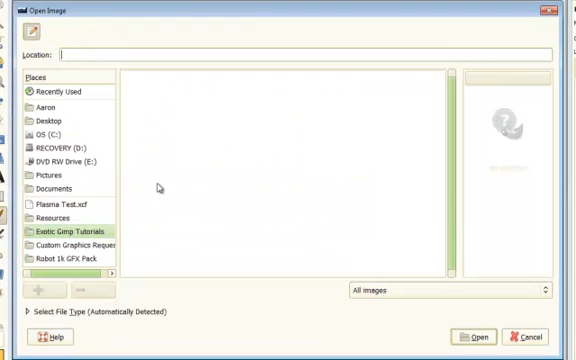 Open Image
Location:
Places
Recently Used
Aaron
Desktop
OS (C:)
RECOVERY (D:)
DVD RW Drive (E:)
Pictures
Documents
Plasma Test.xcf
Resources
Exotic Gimp Tutorials
Custom Graphics Reques
Robot 1k GFX Pack
All images
Select File Type (Automatically Detected)
Help
Open
Cancel